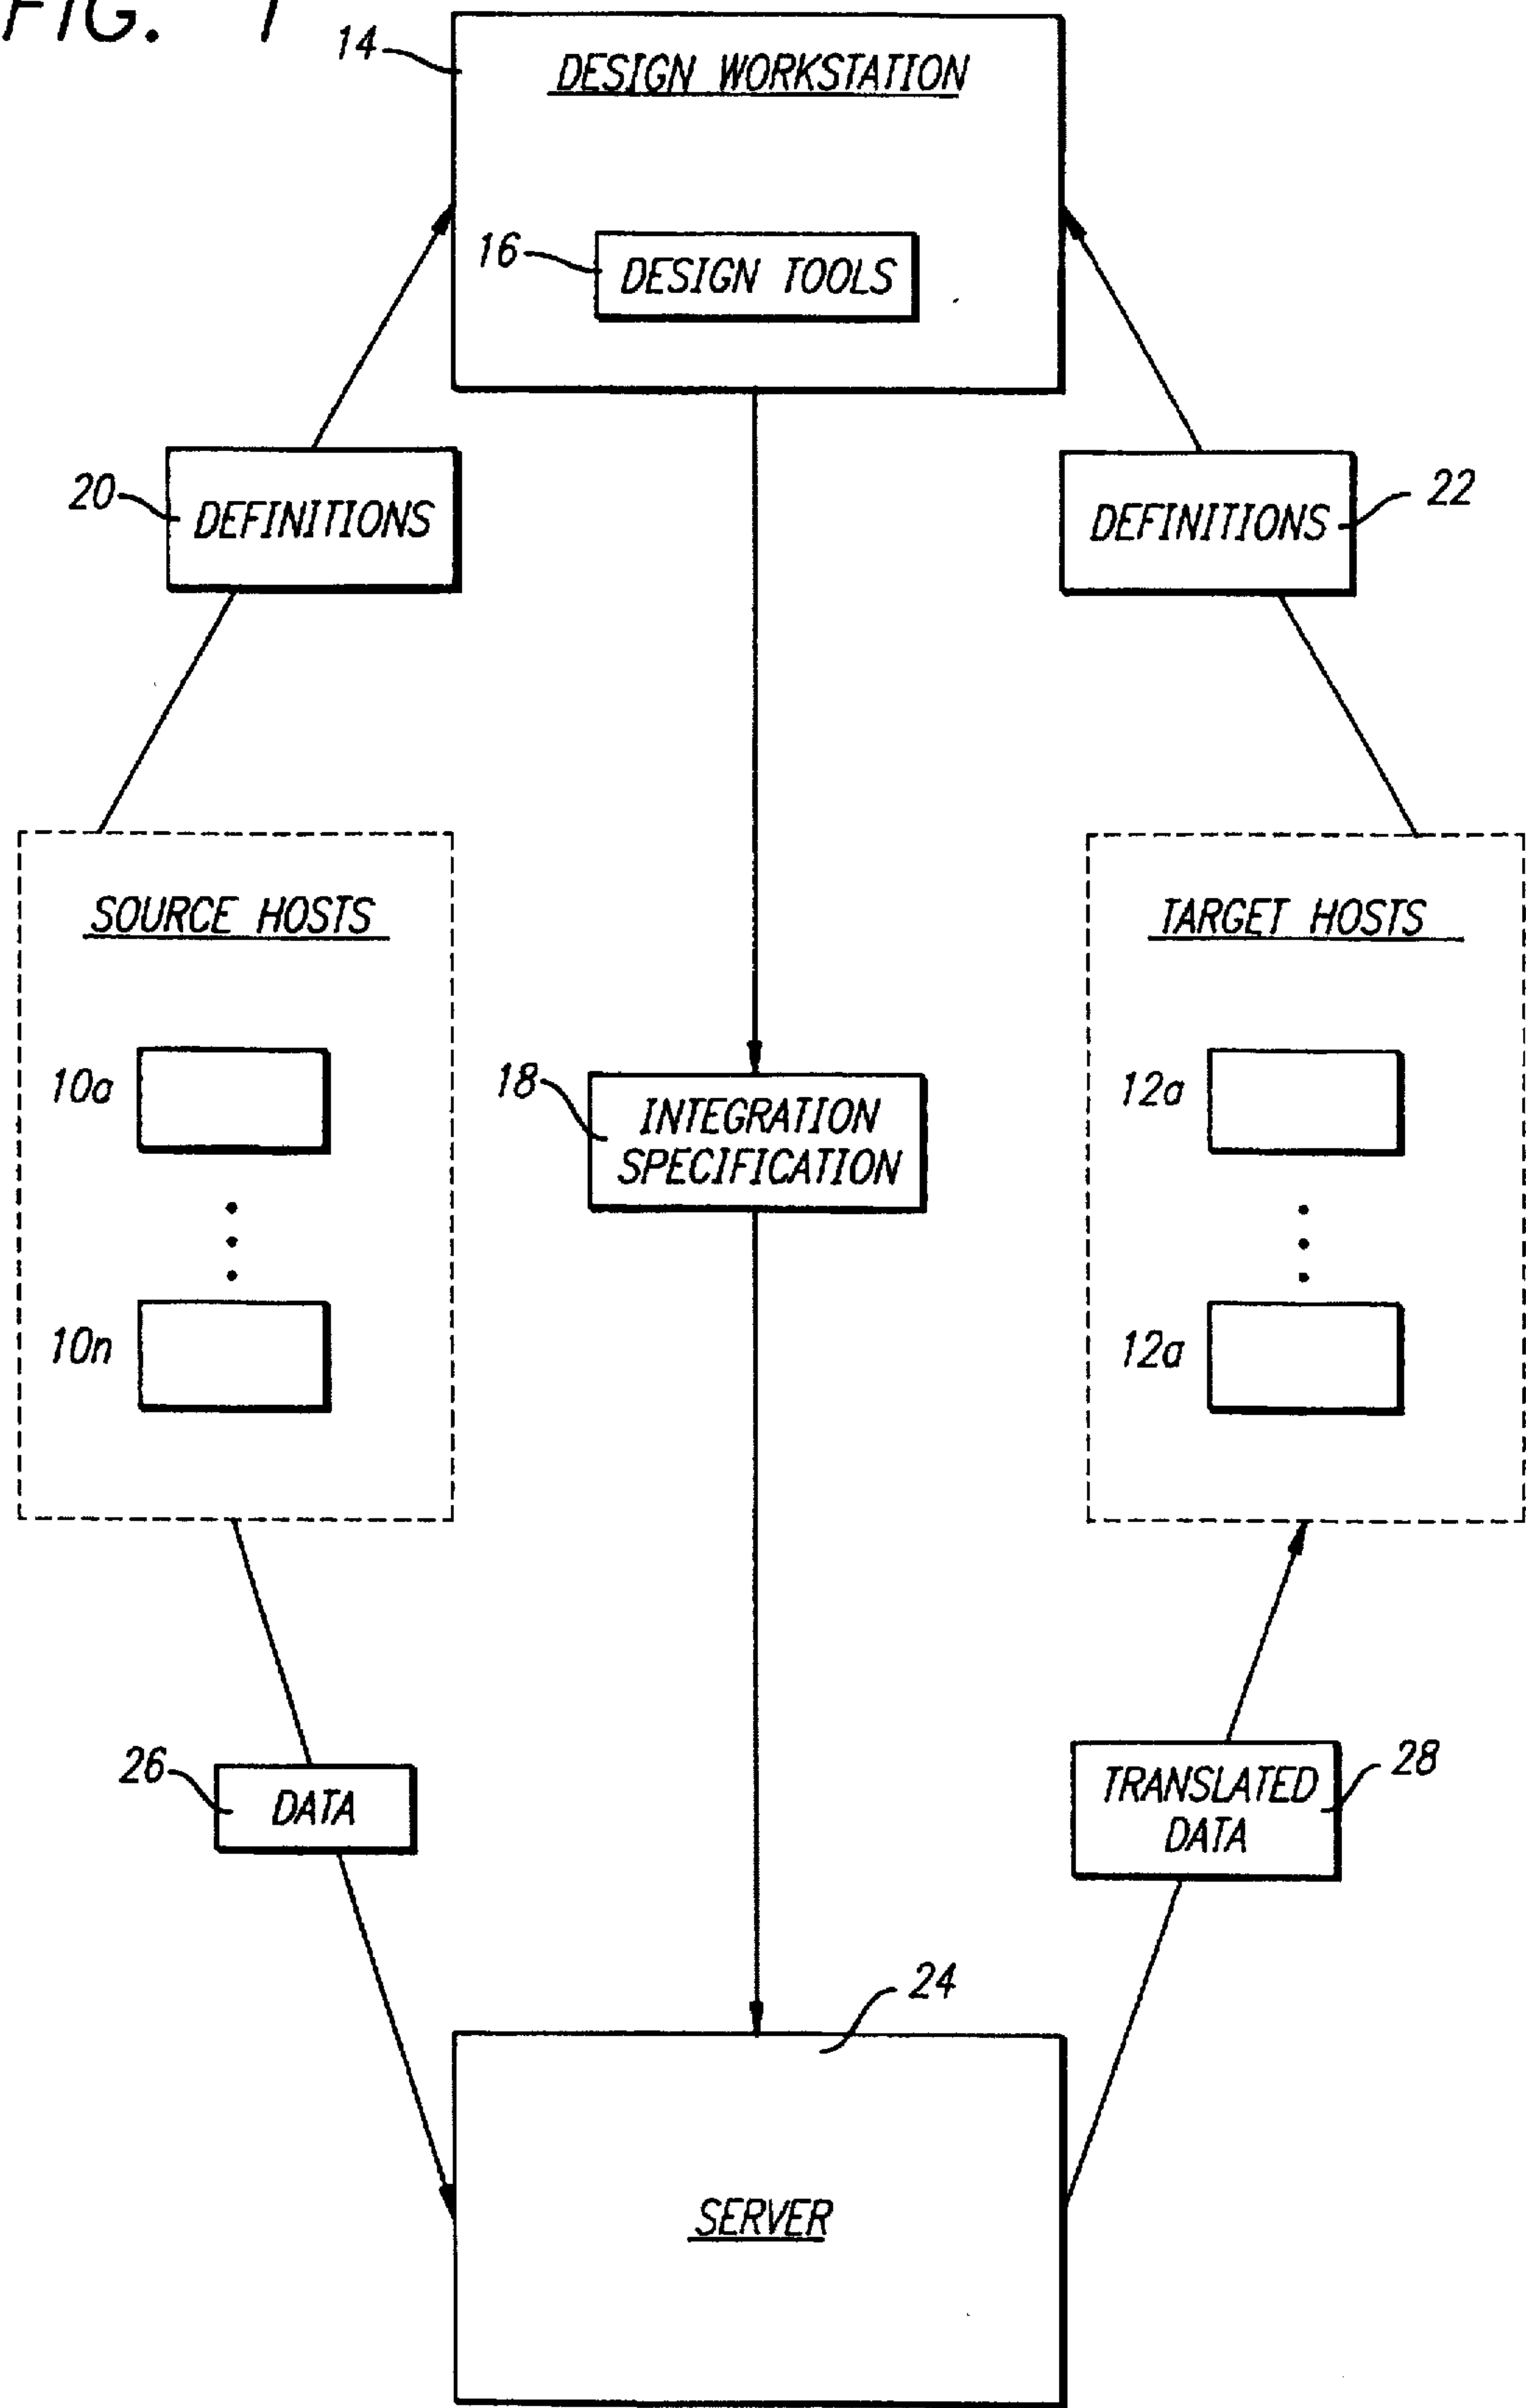 FIG. 1
14
DESIGN WORKSTATION
16
DESIGN TOOLS
20
DEFINITIONS
DEFINITIONS
22
SOURCE HOSTS
TARGET HOSTS
10a
12a
18
INTEGRATION
SPECIFICATION
10n
12a
26
DATA
TRANSLATED
DATA
28
24
SERVER